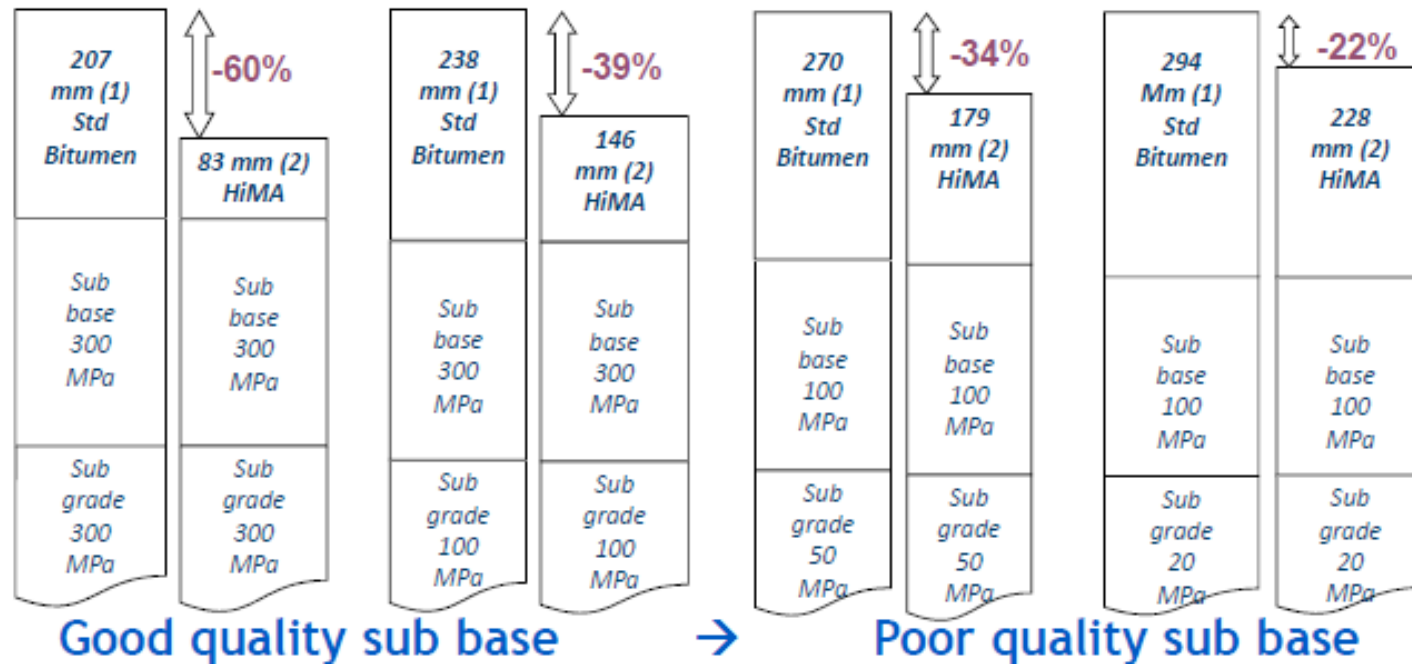 207
mm (1)
Std
Bitumen
-60%
83 mm (2)
HiMA
Sub
base
300
MPa
Sub
base
300
MPa
Sub
grade
300
MPa
Sub
grade
300
MPa
238
mm (1)
Std
Bitumen
-39%
146
mm (2)
HiMA
Sub
base
300
MPa
Sub
base
300
MPa
Sub
grade
100
MPa
Sub
grade
100
MPa
270
mm (1)
Std
Bitumen
-34%
179
mm (2)
HiMA
Sub
base
100
MPa
Sub
base
100
MPa
Sub
grade
50
MPa
Sub
grade
50
MPa
294
Mm (1)
Std
Bitumen
-22%
228
mm (2)
HiMA
Sub
base
100
MPa
Sub
base
100
MPa
Sub
grade
20
MPa
Sub
grade
20
MPa
Good quality sub base → Poor quality sub base